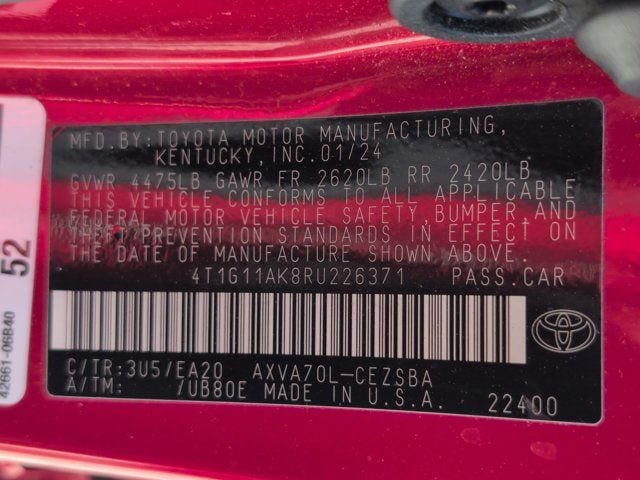 MFD.BY:TOYOTA MOTOR MANUFACTURING,
KENTUCKY,INC.01/24
GVWR 4475LB GAWR FR 2620LB RR 2420LB
THIS VEHICLE CONFORMS TO ALL APPLICABLE
FEDERAL MOTOR VEHICLE SAFETY,BUMPER,AND
THEFT PREVENTION STANDARDS IN EFFECT ON
THE DATE OF MANUFACTURE SHOWN ABOVE.
4T1G11AK8RU226371 PASS.CAR
C/TR:3U5/EA20 AXVA70L-CEZSBA
A/TM: /UB80E MADE IN U.S.A. 22400
52
42661-06B40